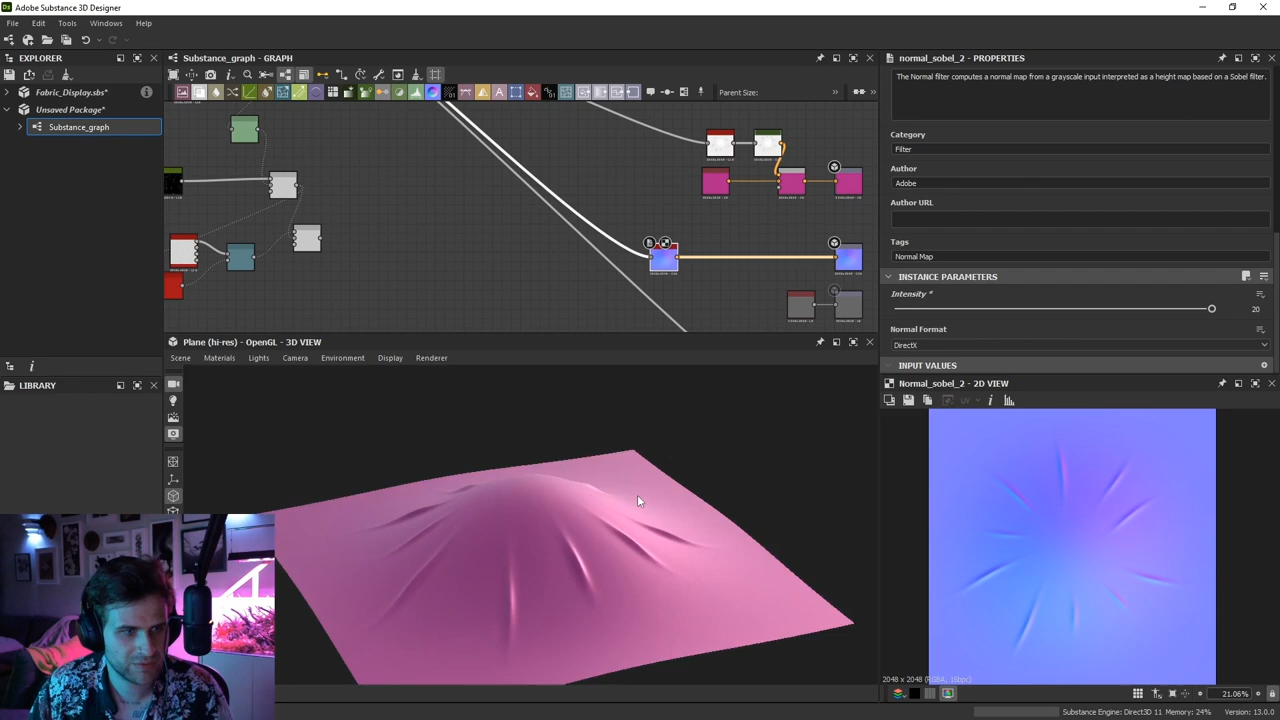 Adobe Substance 3D Designer
File Edit Tools Windows Help
EXPLORER
Fabric_Display.sbs*
Unsaved Package*
Substance_graph
LIBRARY
Substance_graph - GRAPH
Parent Size:
Plane (hi-res) - OpenGL - 3D VIEW
Scene Materials Lights Camera Environment Display Renderer
normal_sobel_2 - PROPERTIES
The Normal filter computes a normal map from a grayscale input interpreted as a height map based on a Sobel filter.
Category
Filter
Author
Adobe
Author URL
Tags
Normal Map
INSTANCE PARAMETERS
Intensity *
20
Normal Format
DirectX
INPUT VALUES
Normal_sobel_2 - 2D VIEW
UV
2048 x 2048 (RGBA, 16bpc)
21.06%
Substance Engine: Direct3D 11 Memory: 24% Version: 13.0.0